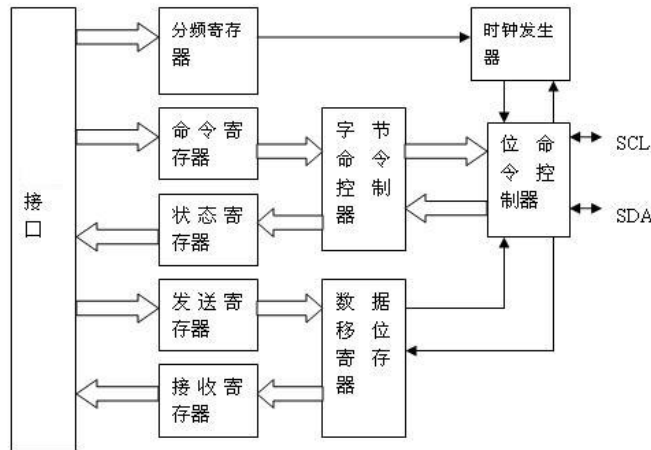 接
口
分频寄存
器
时钟发生
器
命令寄
存器
字节
命令
控制
器
位命
令控
制器
SCL
SDA
状态寄
存器
发送寄
存器
数据
移位
寄存
器
接收寄
存器